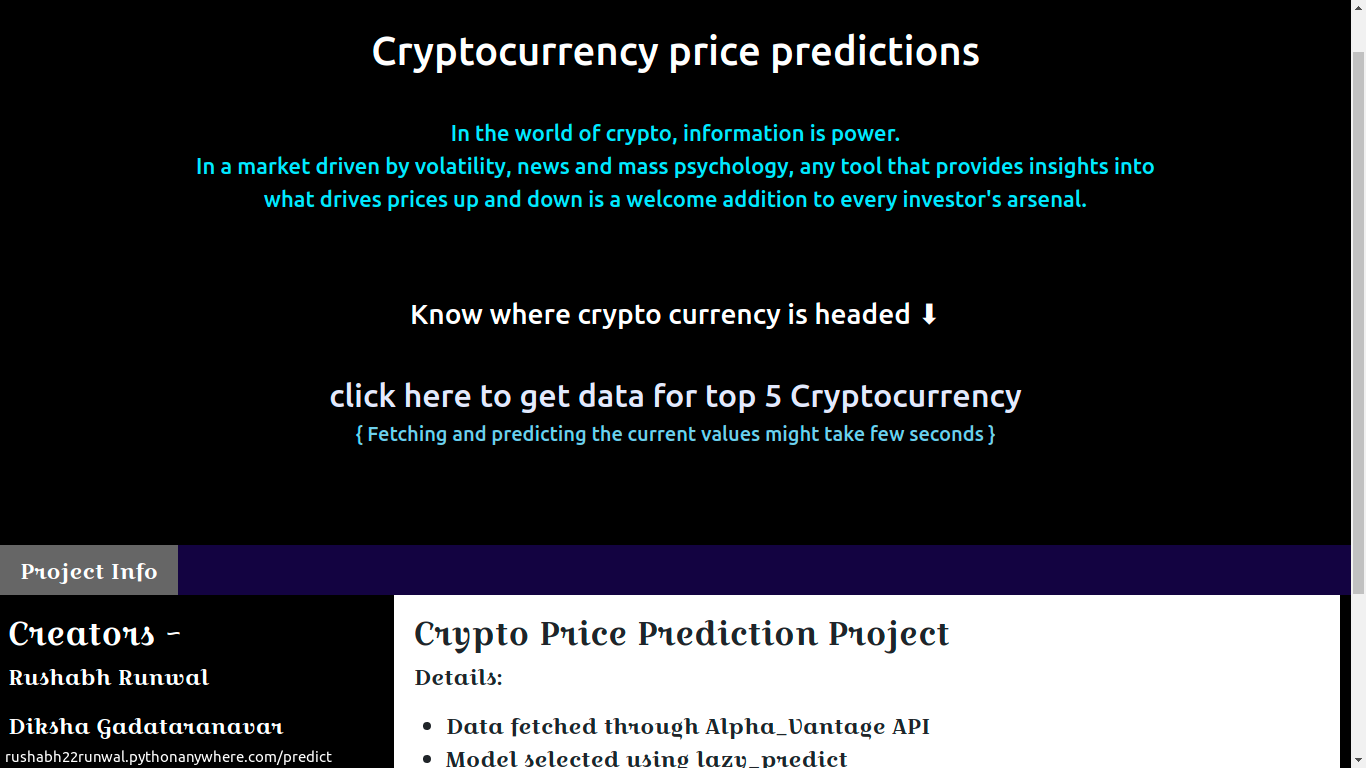 Cryptocurrency price predictions
In the world of crypto, information is power.
In a market driven by volatility, news and mass psychology, any tool that provides insights into
what drives prices up and down is a welcome addition to every investor's arsenal.
Know where crypto currency is headed ⬇
click here to get data for top 5 Cryptocurrency
{ Fetching and predicting the current values might take few seconds }
Project Info
Creators ~
Rushabh Runwal
Diksha Gadataranavar
rushabh22runwal.pythonanywhere.com/predict
Crypto Price Prediction Project
Details:
• Data fetched through Alpha_Vantage API
• Model selected using lazy_predict